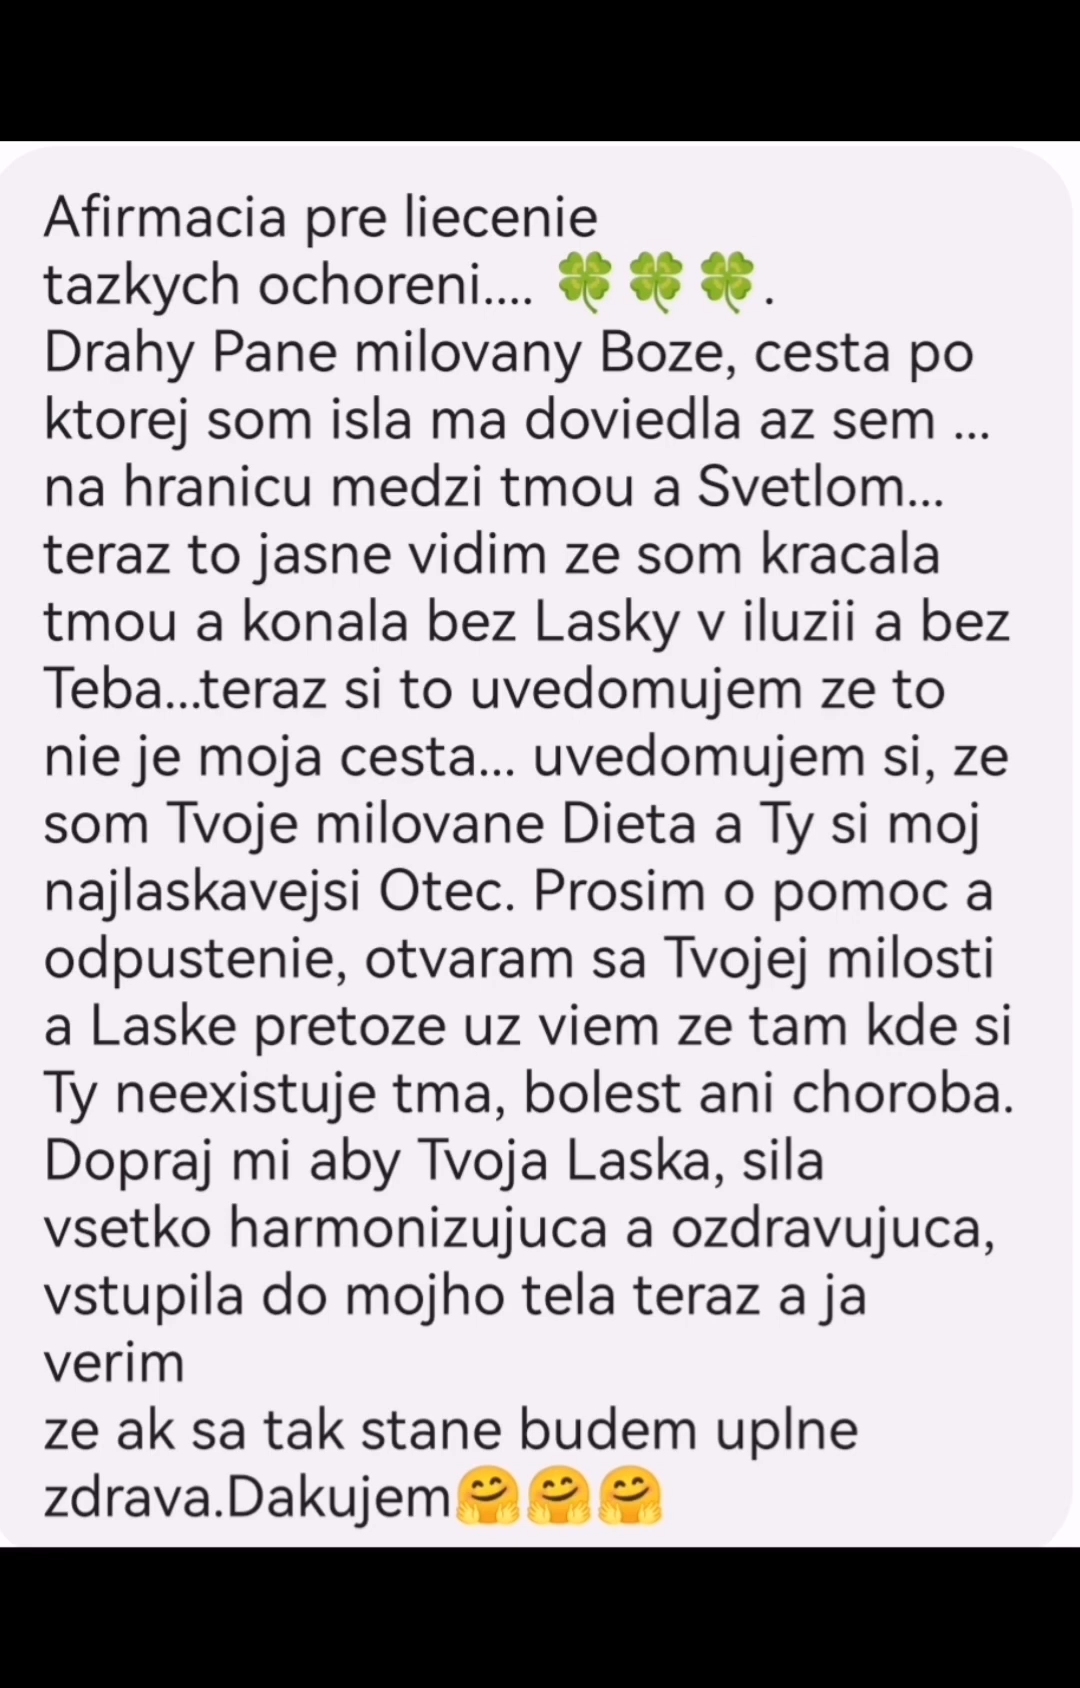 Afirmacia pre liecenie
tazkych ochoreni.... 🍀🍀🍀.
Drahy Pane milovany Boze, cesta po
ktorej som isla ma doviedla az sem ...
na hranicu medzi tmou a Svetlom...
teraz to jasne vidim ze som kracala
tmou a konala bez Lasky v iluzii a bez
Teba...teraz si to uvedomujem ze to
nie je moja cesta... uvedomujem si, ze
som Tvoje milovane Dieta a Ty si moj
najlaskavejsi Otec. Prosim o pomoc a
odpustenie, otvaram sa Tvojej milosti
a Laske pretoze uz viem ze tam kde si
Ty neexistuje tma, bolest ani choroba.
Dopraj mi aby Tvoja Laska, sila
vsetko harmonizujuca a ozdravujuca,
vstupila do mojho tela teraz a ja
verim
ze ak sa tak stane budem uplne
zdrava.Dakujem🤗🤗🤗